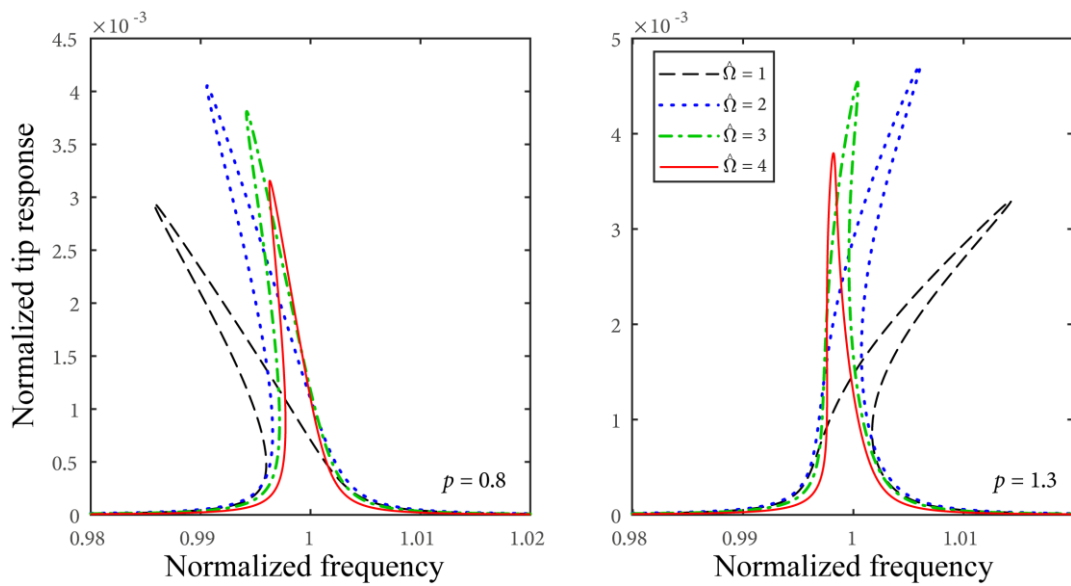 ×10⁻³
4.5
4
3.5
3
2.5
2
1.5
1
0.5
0
Normalized tip response
p = 0.8
0.98 0.99 1 1.01 1.02
Normalized frequency
×10⁻³
5
4
3
2
1
0
Ω̂ = 1
Ω̂ = 2
Ω̂ = 3
Ω̂ = 4
p = 1.3
0.98 0.99 1 1.01
Normalized frequency